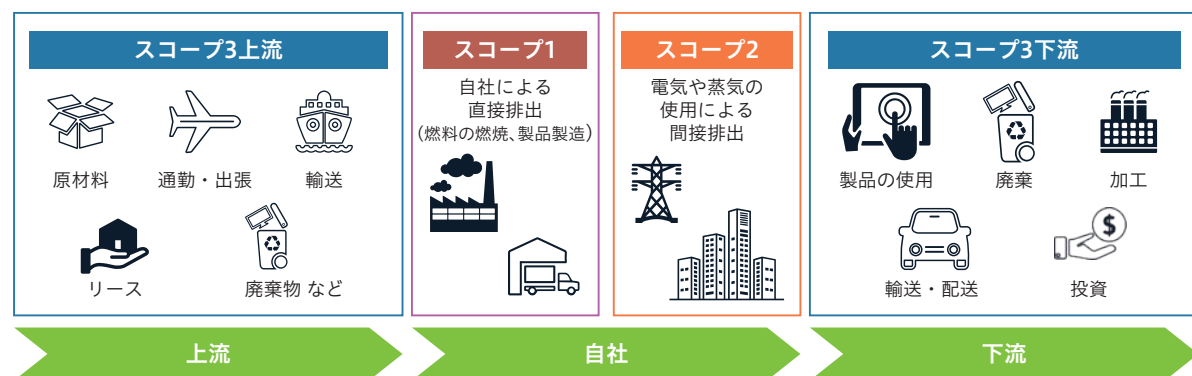 スコープ3上流
原材料
通勤・出張
輸送
リース
廃棄物 など
スコープ1
自社による
直接排出
(燃料の燃焼、製品製造)
スコープ2
電気や蒸気の
使用による
間接排出
スコープ3下流
製品の使用
廃棄
加工
輸送・配送
$
投資
上流
自社
下流